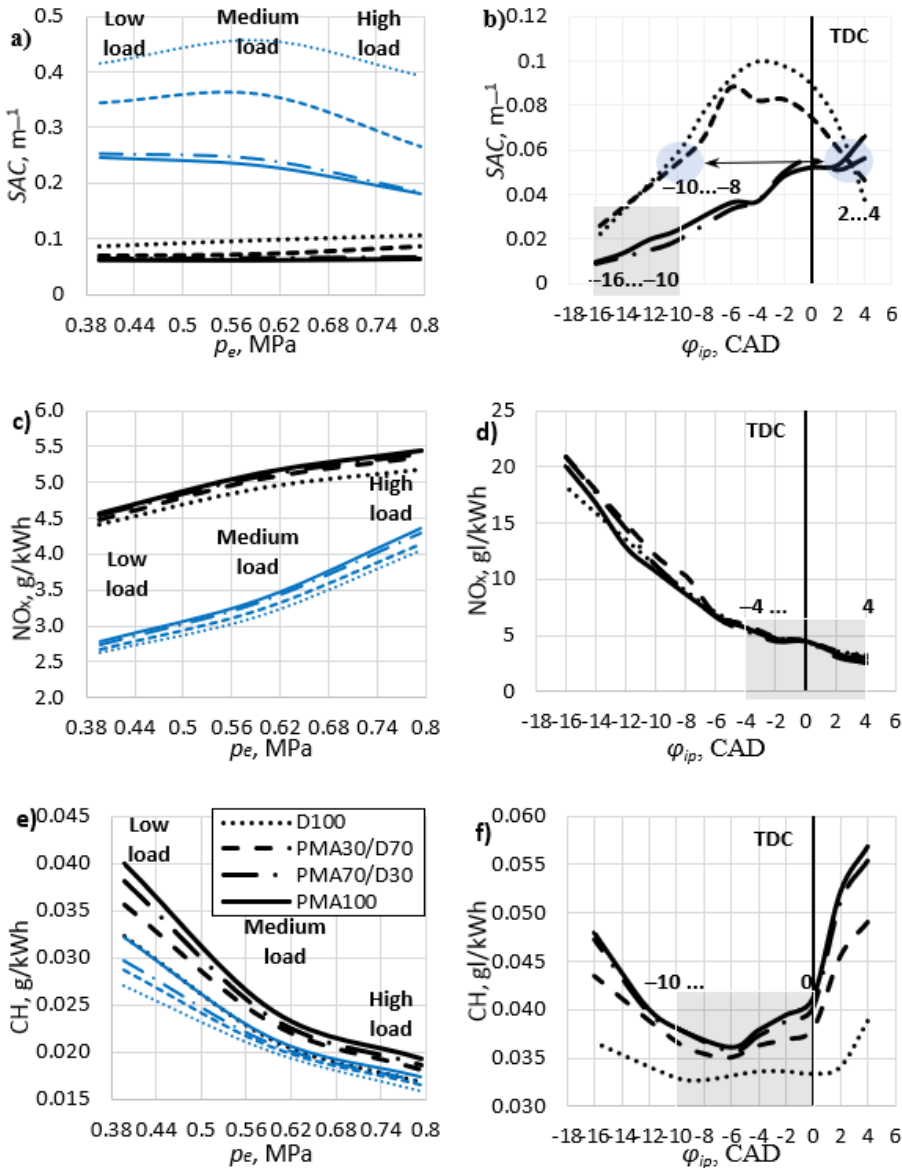 a)
Low load
Medium load
High load
0.5
0.4
0.3
0.2
0.1
0
SAC, m⁻¹
0.38 0.44 0.5 0.56 0.62 0.68 0.74 0.8
pₑ, MPa
b)
TDC
0.12
0.1
0.08
0.06
0.04
0.02
0
SAC, m⁻¹
–10...–8
2...4
–16...–10
-18 -16 -14 -12 -10 -8 -6 -4 -2 0 2 4 6
φip, CAD
c)
6.0
5.5
5.0
4.5
4.0
3.5
3.0
2.5
2.0
NOx, g/kWh
High load
Medium load
Low load
0.38 0.44 0.5 0.56 0.62 0.68 0.74 0.8
pe, MPa
d)
TDC
25
20
15
10
5
0
NOx, gl/kWh
–4 ...
4
-18 -16 -14 -12 -10 -8 -6 -4 -2 0 2 4 6
φip, CAD
e)
Low load
D100
PMA30/D70
PMA70/D30
PMA100
Medium load
High load
0.045
0.040
0.035
0.030
0.025
0.020
0.015
CH, g/kWh
0.38 0.44 0.5 0.56 0.62 0.68 0.74 0.8
pₑ, MPa
f)
TDC
0.060
0.055
0.050
0.045
0.040
0.035
0.030
CH, gl/kWh
–10 ...
0
-18 -16 -14 -12 -10 -8 -6 -4 -2 0 2 4 6
φip, CAD